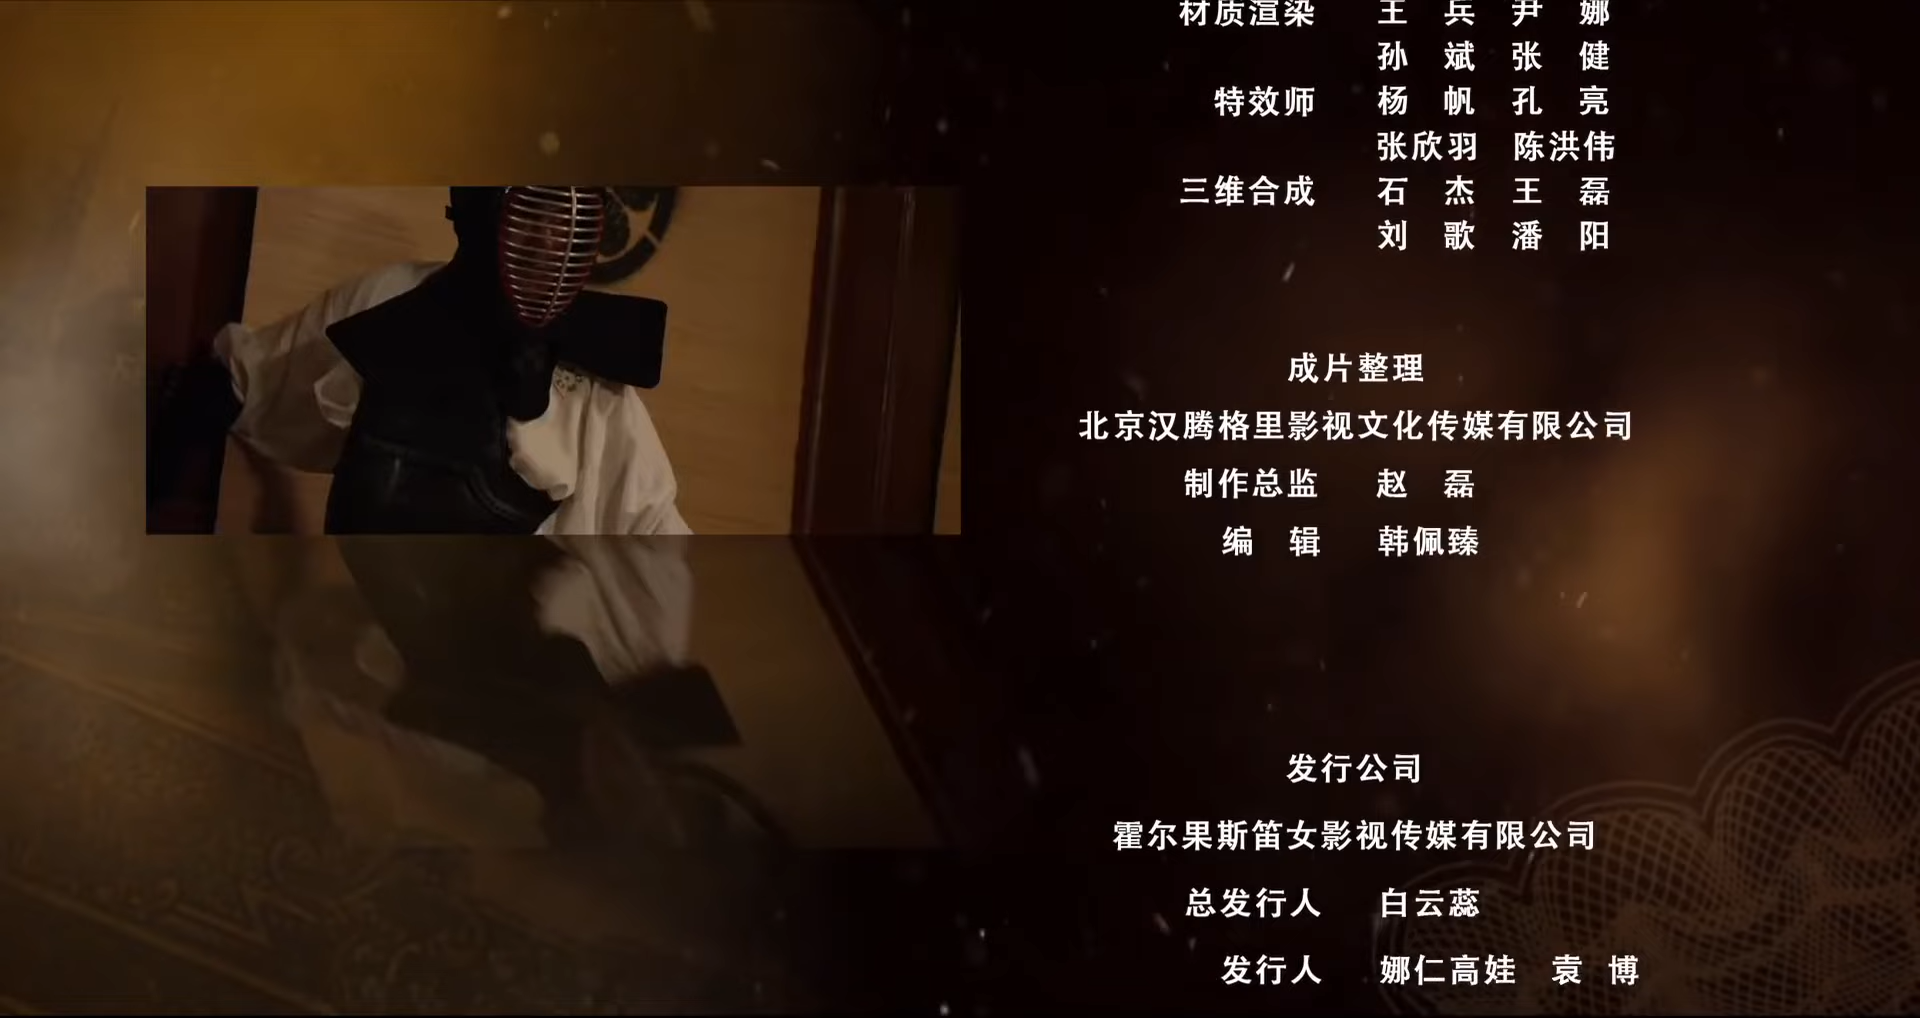 材质渲染 王兵 尹娜
孙斌 张健
特效师 杨帆 孔亮
张欣羽 陈洪伟
三维合成 石杰 王磊
刘歌 潘阳
成片整理
北京汉腾格里影视文化传媒有限公司
制作总监 赵磊
编辑 韩佩臻
发行公司
霍尔果斯笛女影视传媒有限公司
总发行人 白云蕊
发行人 娜仁高娃 袁博